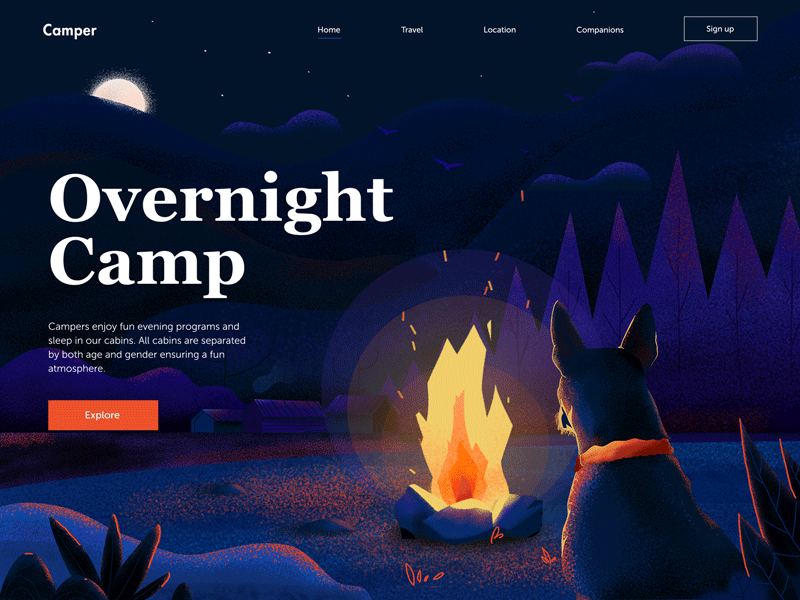 Camper
Home
Travel
Location
Companions
Sign up
Overnight
Camp
Campers enjoy fun evening programs and
sleep in our cabins. All cabins are separated
by both age and gender ensuring a fun
atmosphere.
Explore